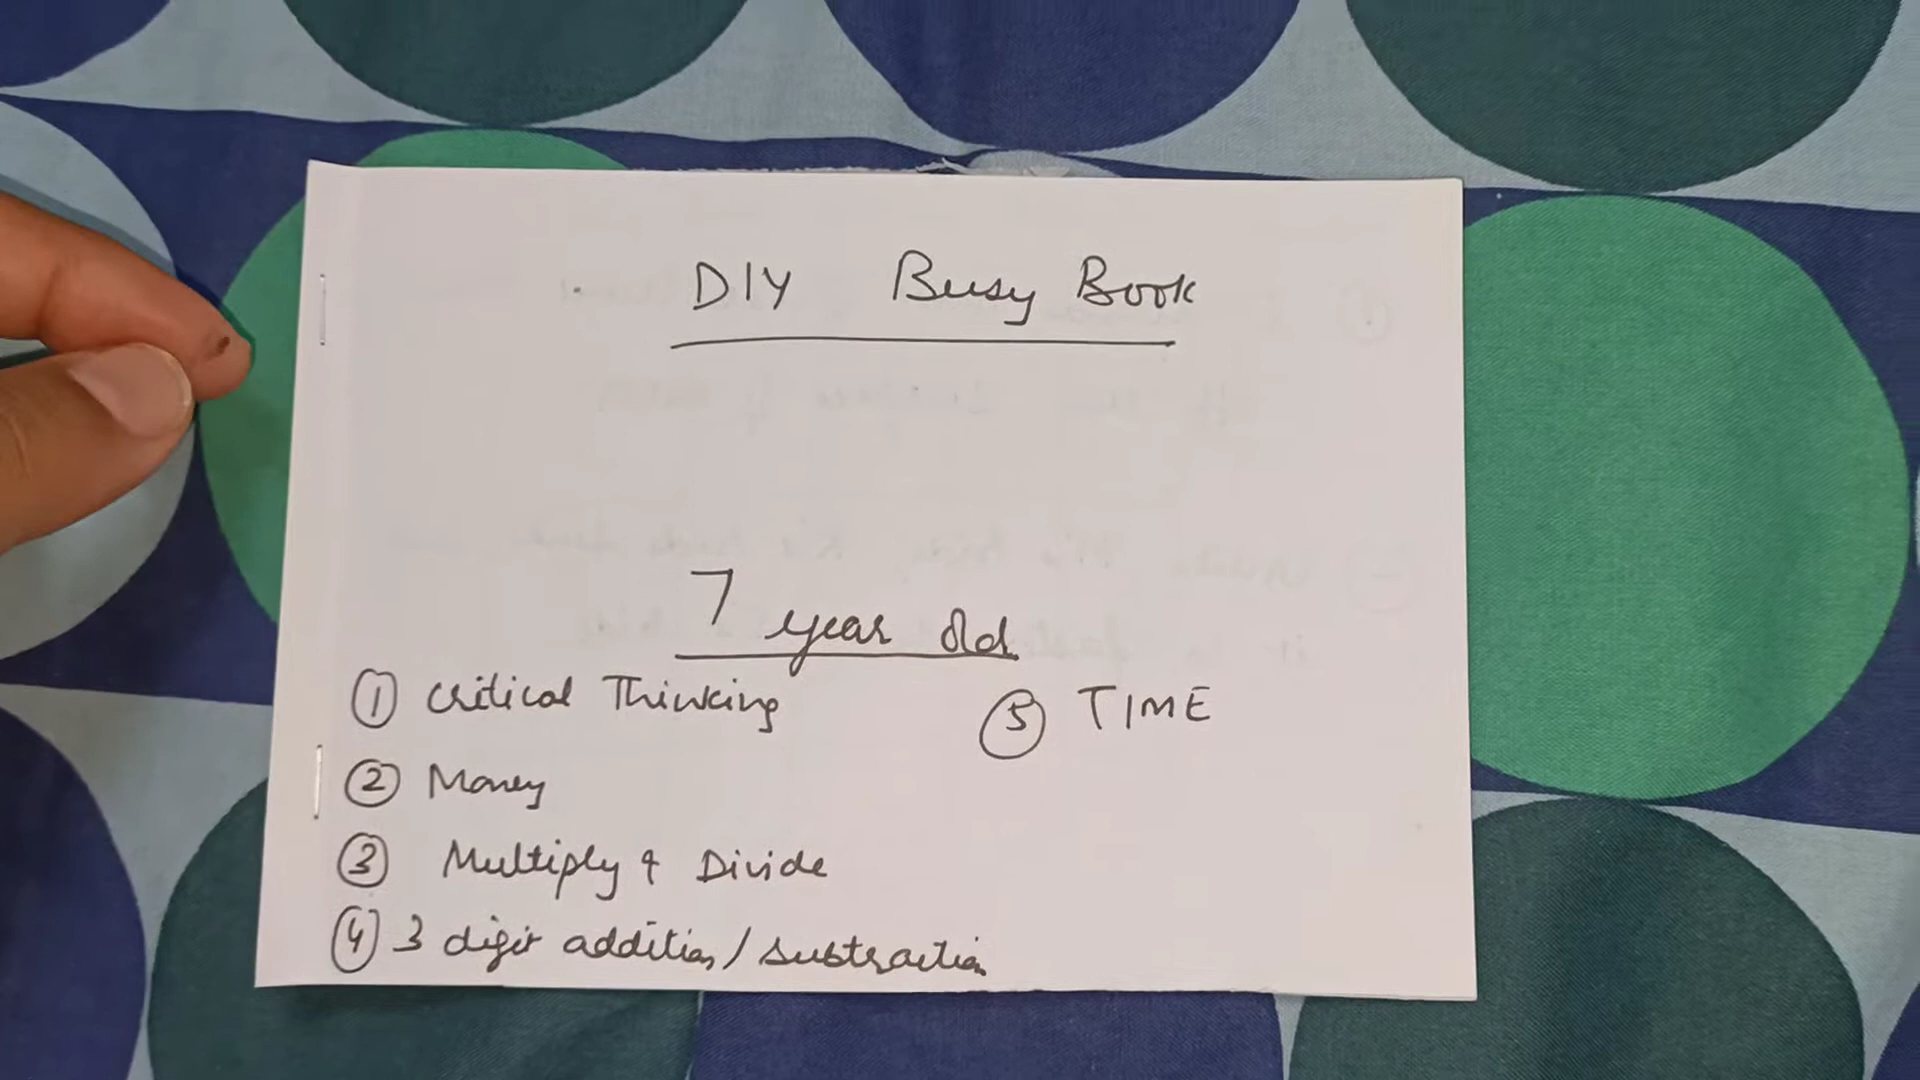 DIY Busy Book
7 year old
① Critical Thinking
② Money
③ Multiply & Divide
④ 3 digit addition/subtraction
⑤ TIME